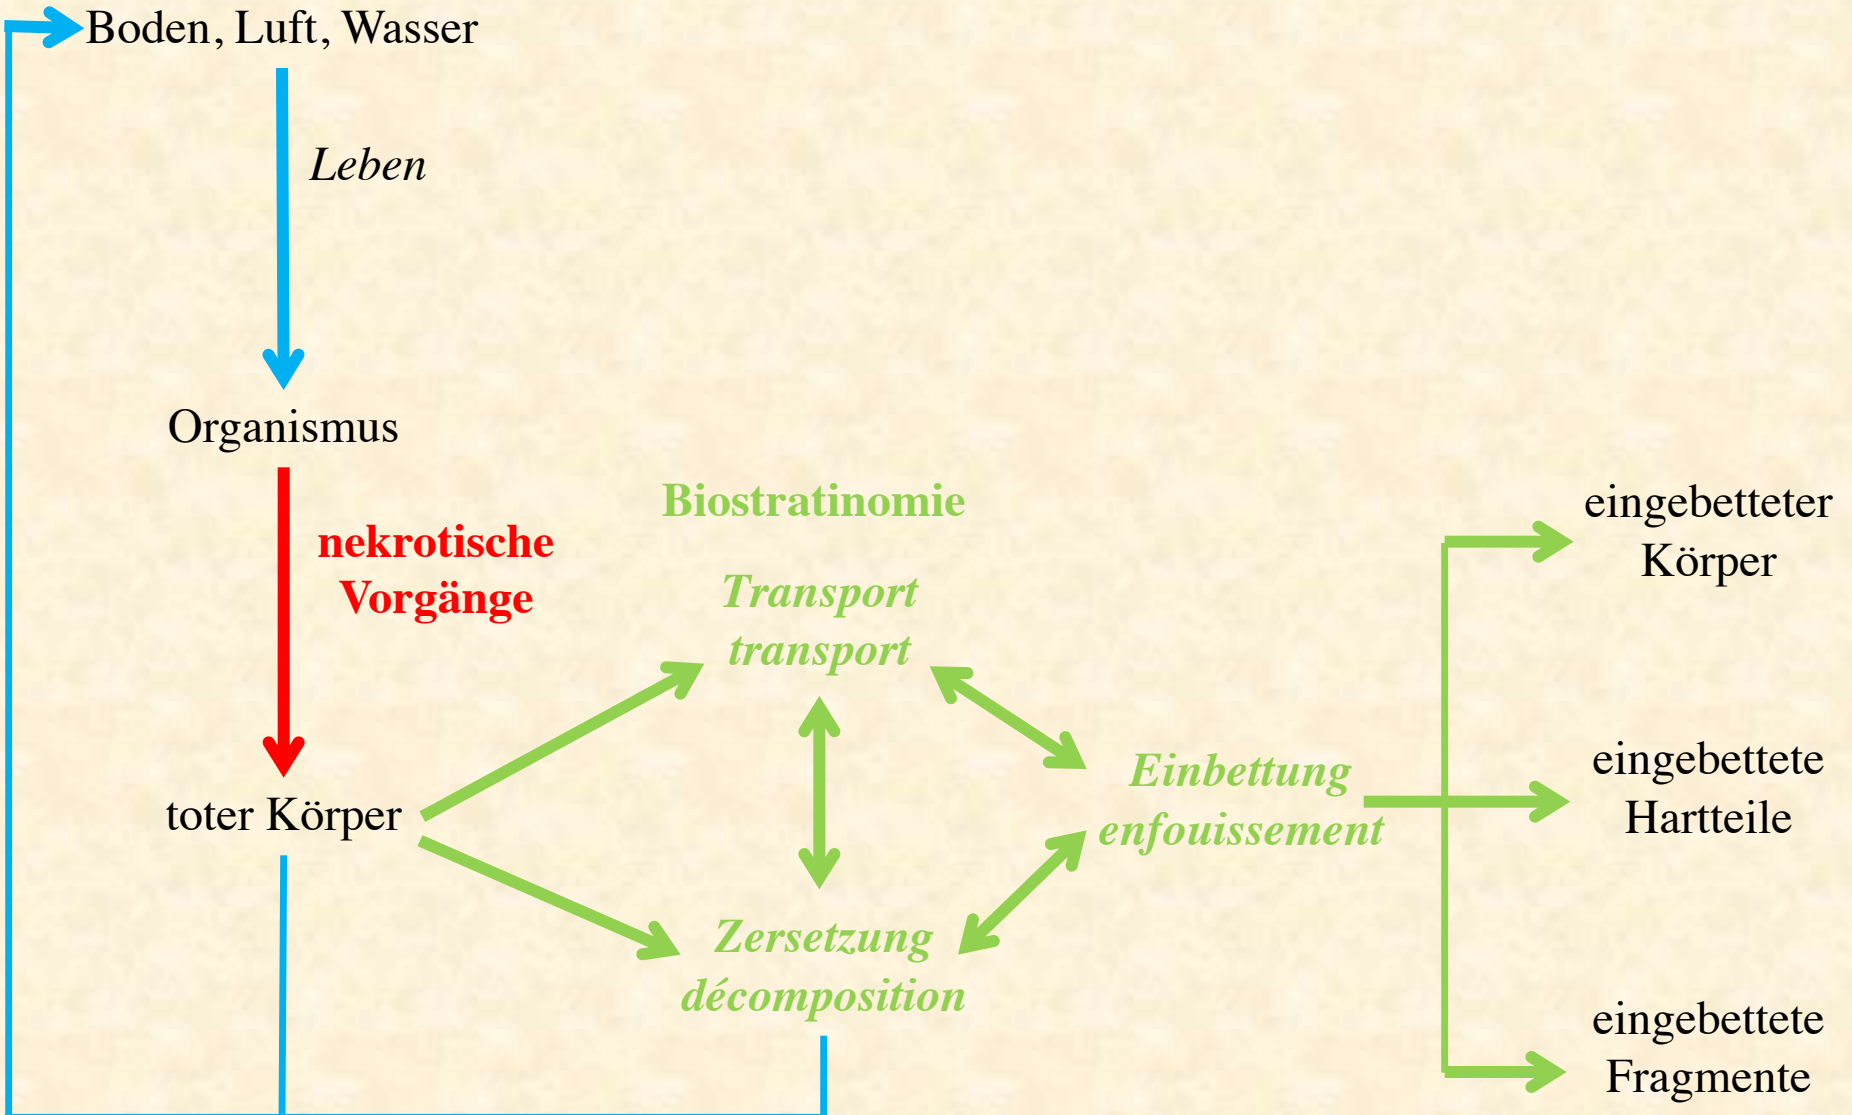 Boden, Luft, Wasser
Leben
Organismus
nekrotische
Vorgänge
toter Körper
Biostratinomie
Transport
transport
Zersetzung
décomposition
Einbettung
enfouissement
eingebetteter
Körper
eingebettete
Hartteile
eingebettete
Fragmente